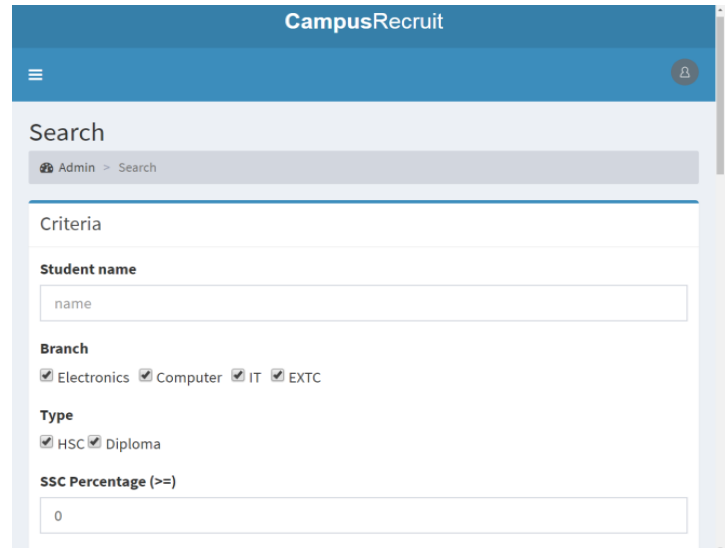 CampusRecruit
Search
Admin > Search
Criteria
Student name
name
Branch
Electronics Computer IT EXTC
Type
HSC Diploma
SSC Percentage (>=)
0